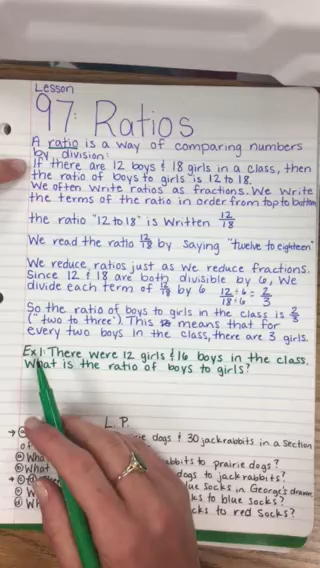 Lesson
97: Ratios
A ratio is a way of comparing numbers
by division:
If there are 12 boys & 18 girls in a class, then
the ratio of boys to girls is 12 to 18.
We often write ratios as fractions. We write
the terms of the ratio in order from top to bottom
the ratio "12 to 18" is written 12/18
We read the ratio 12/18 by saying "twelve to eighteen"
We reduce ratios just as we reduce fractions.
Since 12 & 18 are both divisible by 6, we
divide each term of 12/18 by 6 12÷6/18÷6 = 2/3
So the ratio of boys to girls in the class is 2/3
("two to three"). This means that for
every two boys in the class, there are 3 girls.
Ex 1: There were 12 girls & 16 boys in the class.
What is the ratio of boys to girls?
L.P.
dogs & 30 jackrabbits in a section
What bbits to prairie dogs?
dogs to jackrabbits?
blue socks in George's drawer
to blue socks?
to red socks?